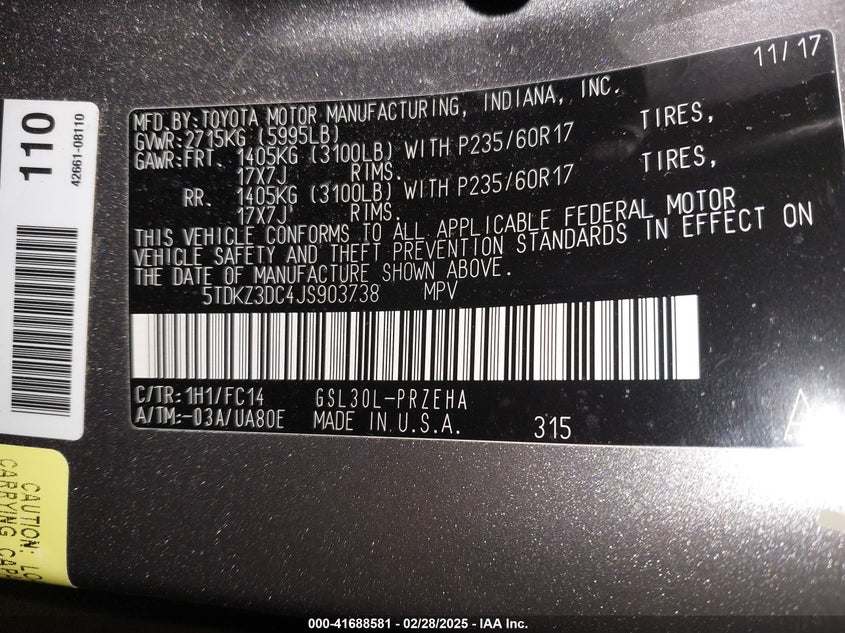 11/17
MFD.BY:TOYOTA MOTOR MANUFACTURING, INDIANA, INC.
GVWR:2715KG (5995LB)
GAWR:FRT. 1405KG (3100LB) WITH P235/60R17 TIRES,
17X7J RIMS.
RR. 1405KG (3100LB) WITH P235/60R17 TIRES,
17X7J RIMS.
THIS VEHICLE CONFORMS TO ALL APPLICABLE FEDERAL MOTOR
VEHICLE SAFETY AND THEFT PREVENTION STANDARDS IN EFFECT ON
THE DATE OF MANUFACTURE SHOWN ABOVE.
5TDKZ3DC4JS903738 MPV
C/TR:1H1/FC14 GSL30L-PRZEHA
A/TM:-03A/UA80E MADE IN U.S.A. 315
110
42661-08110
CAUTION:
CARRYING
000-41688581 - 02/28/2025 - IAA Inc.